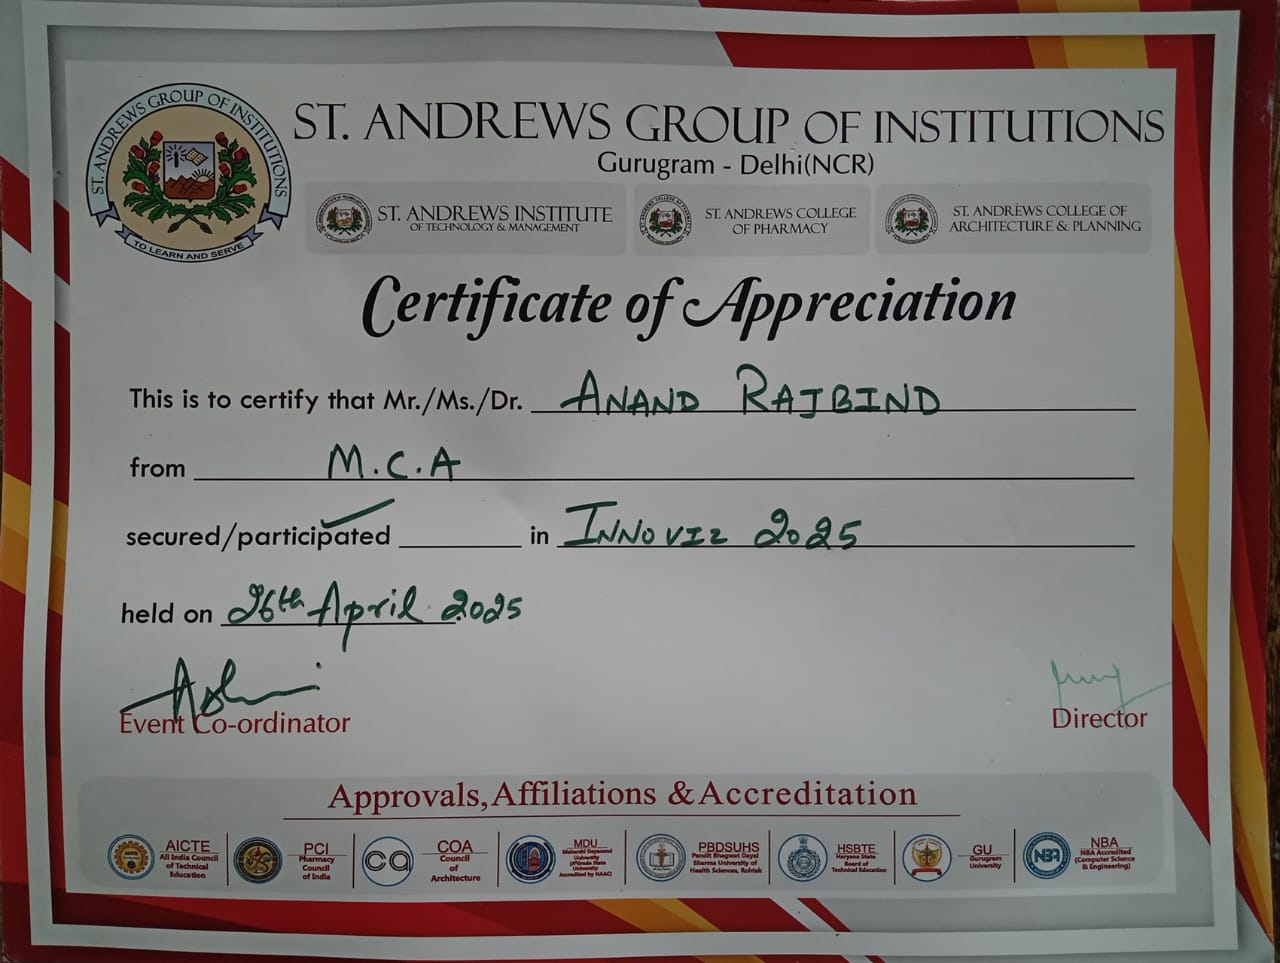 ST. ANDREWS GROUP OF INSTITUTIONS
TO LEARN AND SERVE
ST. ANDREWS GROUP OF INSTITUTIONS
Gurugram - Delhi(NCR)
ST. ANDREWS INSTITUTE
OF TECHNOLOGY & MANAGEMENT
ST. ANDREWS COLLEGE
OF PHARMACY
ST. ANDREWS COLLEGE OF
ARCHITECTURE & PLANNING
Certificate of Appreciation
This is to certify that Mr./Ms./Dr. ANAND RAJBIND
from M.C.A
secured/participated in INNOVIZ 2025
held on 26th April 2025
Event Co-ordinator
Director
Approvals,Affiliations &Accreditation
AICTE
All India Council
of Technical
Education
PCI
Pharmacy
Council
of India
COA
Council
of
Architecture
MDU
Maharshi Dayanand
University
(A⁺Grade State
University
Accredited by NAAC)
PBDSUHS
Pandit Bhagwat Dayal
Sharma University of
Health Sciences, Rohtak
HSBTE
Haryana State
Board of
Technical Education
GU
Gurugram
University
NBA
NBA
NBA Accredited
(Computer Science
& Engineering)